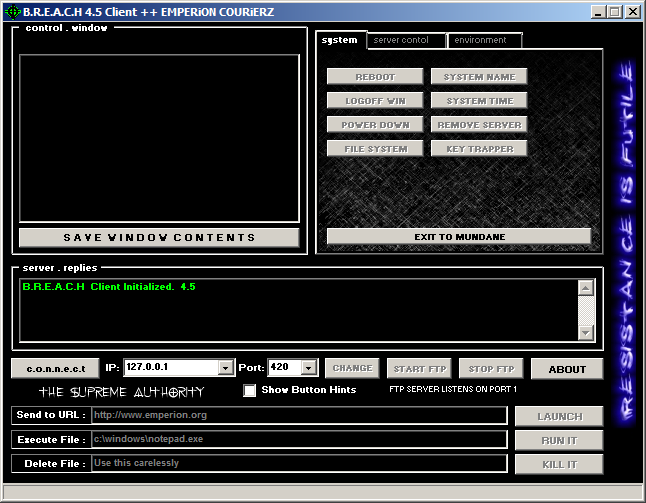 B.R.E.A.C.H 4.5 Client ++ EMPERiON COURiERZ
control . window
system
server contol
environment
REBOOT
SYSTEM NAME
LOGOFF WIN
SYSTEM TIME
POWER DOWN
REMOVE SERVER
FILE SYSTEM
KEY TRAPPER
SAVE WINDOW CONTENTS
EXIT TO MUNDANE
RESISTANCE IS FUTILE
server . replies
B.R.E.A.C.H Client Initialized. 4.5
c.o.n.n.e.c.t
IP:
127.0.0.1
Port:
420
CHANGE
START FTP
STOP FTP
ABOUT
THE SUPREME AUTHORITY
Show Button Hints
FTP SERVER LISTENS ON PORT 1
Send to URL :
http://www.emperion.org
LAUNCH
Execute File :
c:\windows\notepad.exe
RUN IT
Delete File :
Use this carelessly
KILL IT